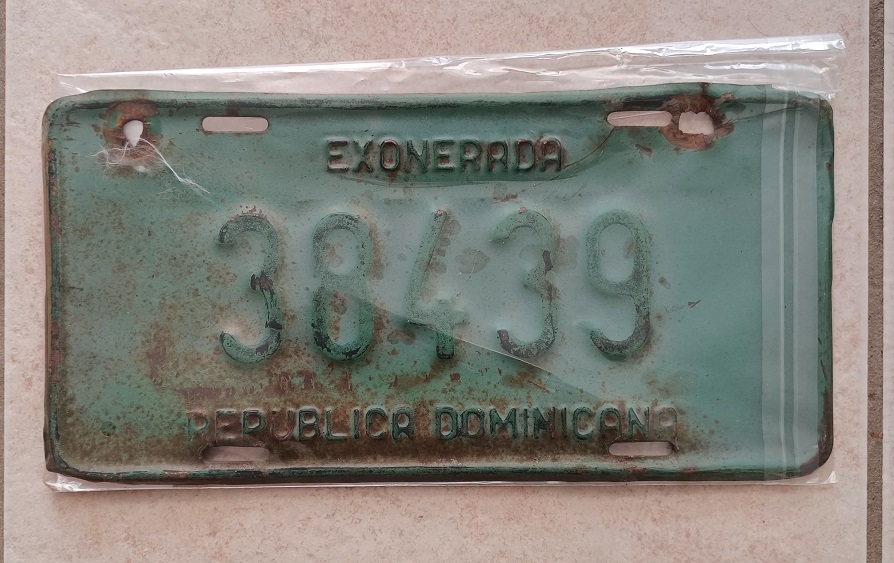 EXONERADA
38439
REPUBLICA DOMINICANA